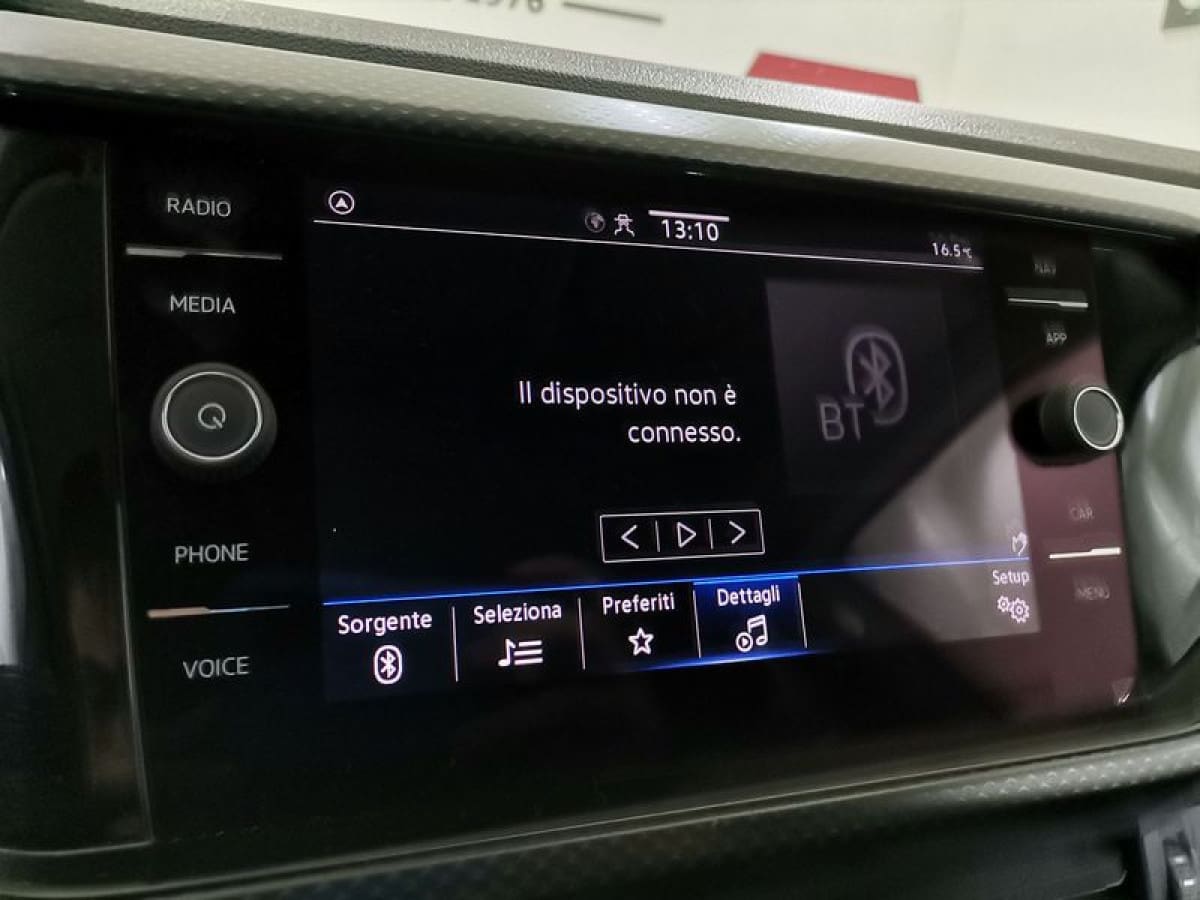 1976
RADIO
MEDIA
PHONE
VOICE
13:10
16.5°C
Il dispositivo non è
connesso.
BT
Sorgente
Seleziona
Preferiti
Dettagli
Setup
NAV
APP
CAR
MENU